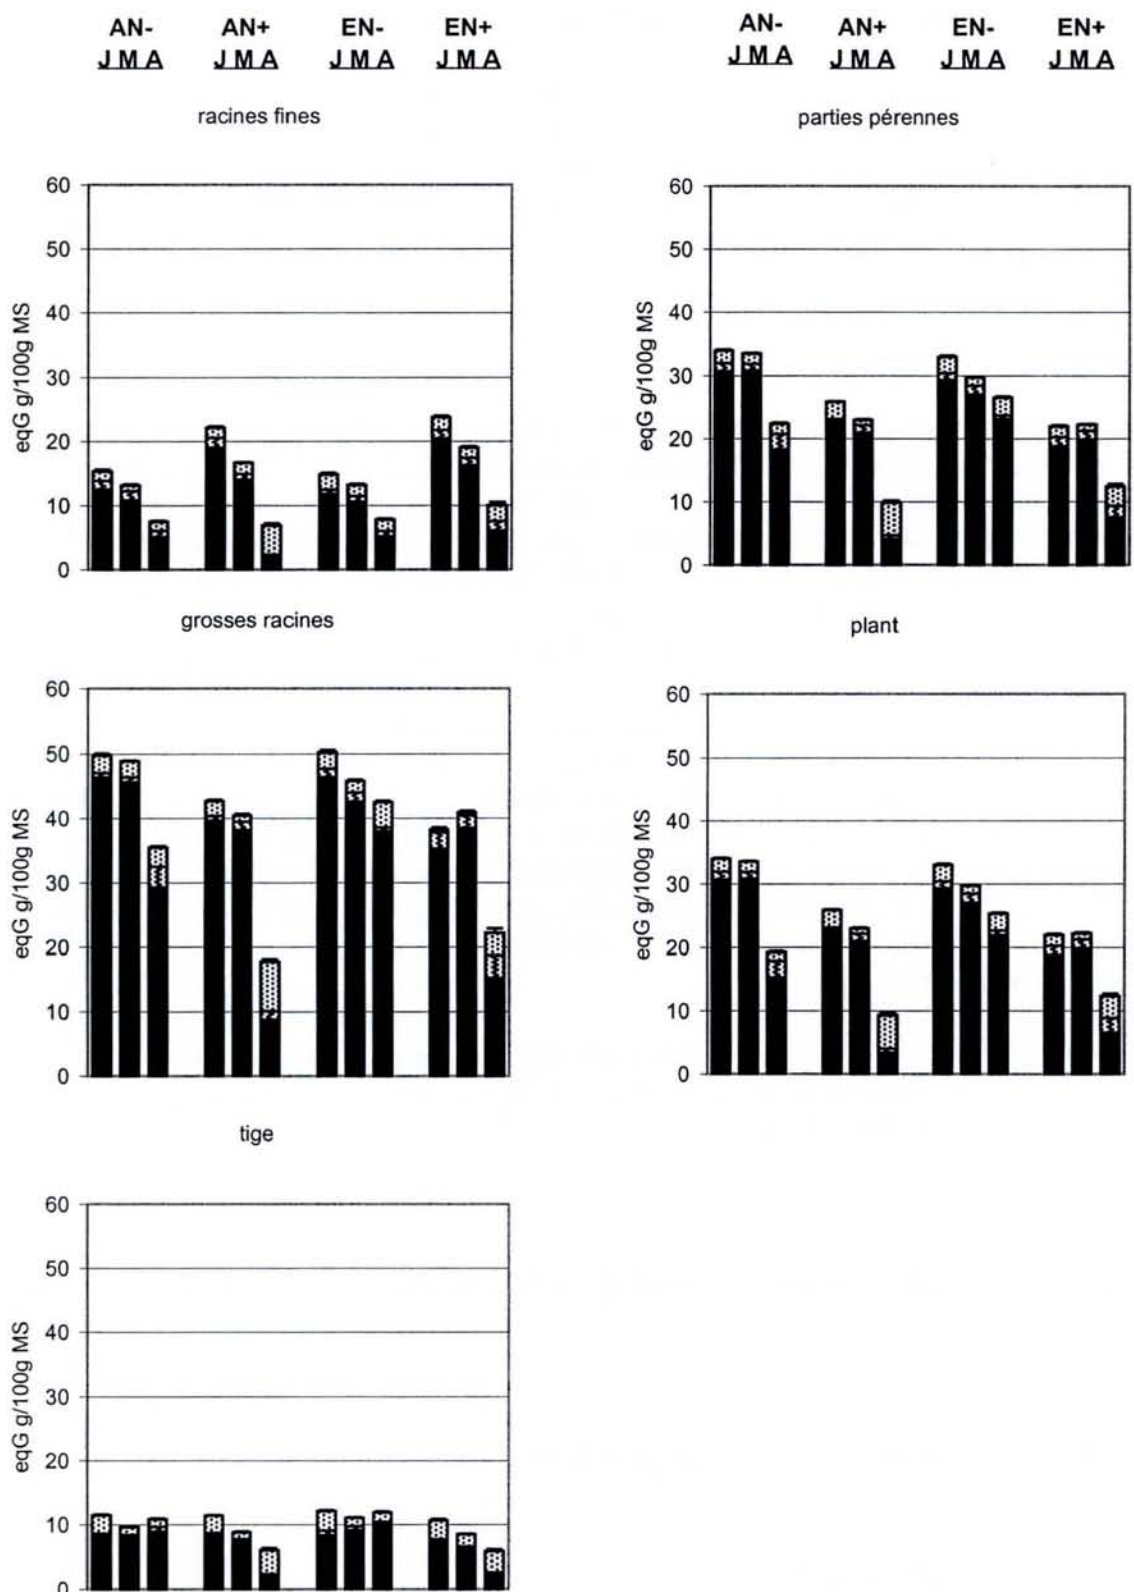 AN- AN+ EN- EN+
J M A J M A J M A J M A
AN- AN+ EN- EN+
J M A J M A J M A J M A
racines fines
eqG g/100g MS
60
50
40
30
20
10
0
parties pérennes
eqG g/100g MS
60
50
40
30
20
10
0
grosses racines
eqG g/100g MS
60
50
40
30
20
10
0
plant
eqG g/100g MS
60
50
40
30
20
10
0
tige
eqG g/100g MS
60
50
40
30
20
10
0